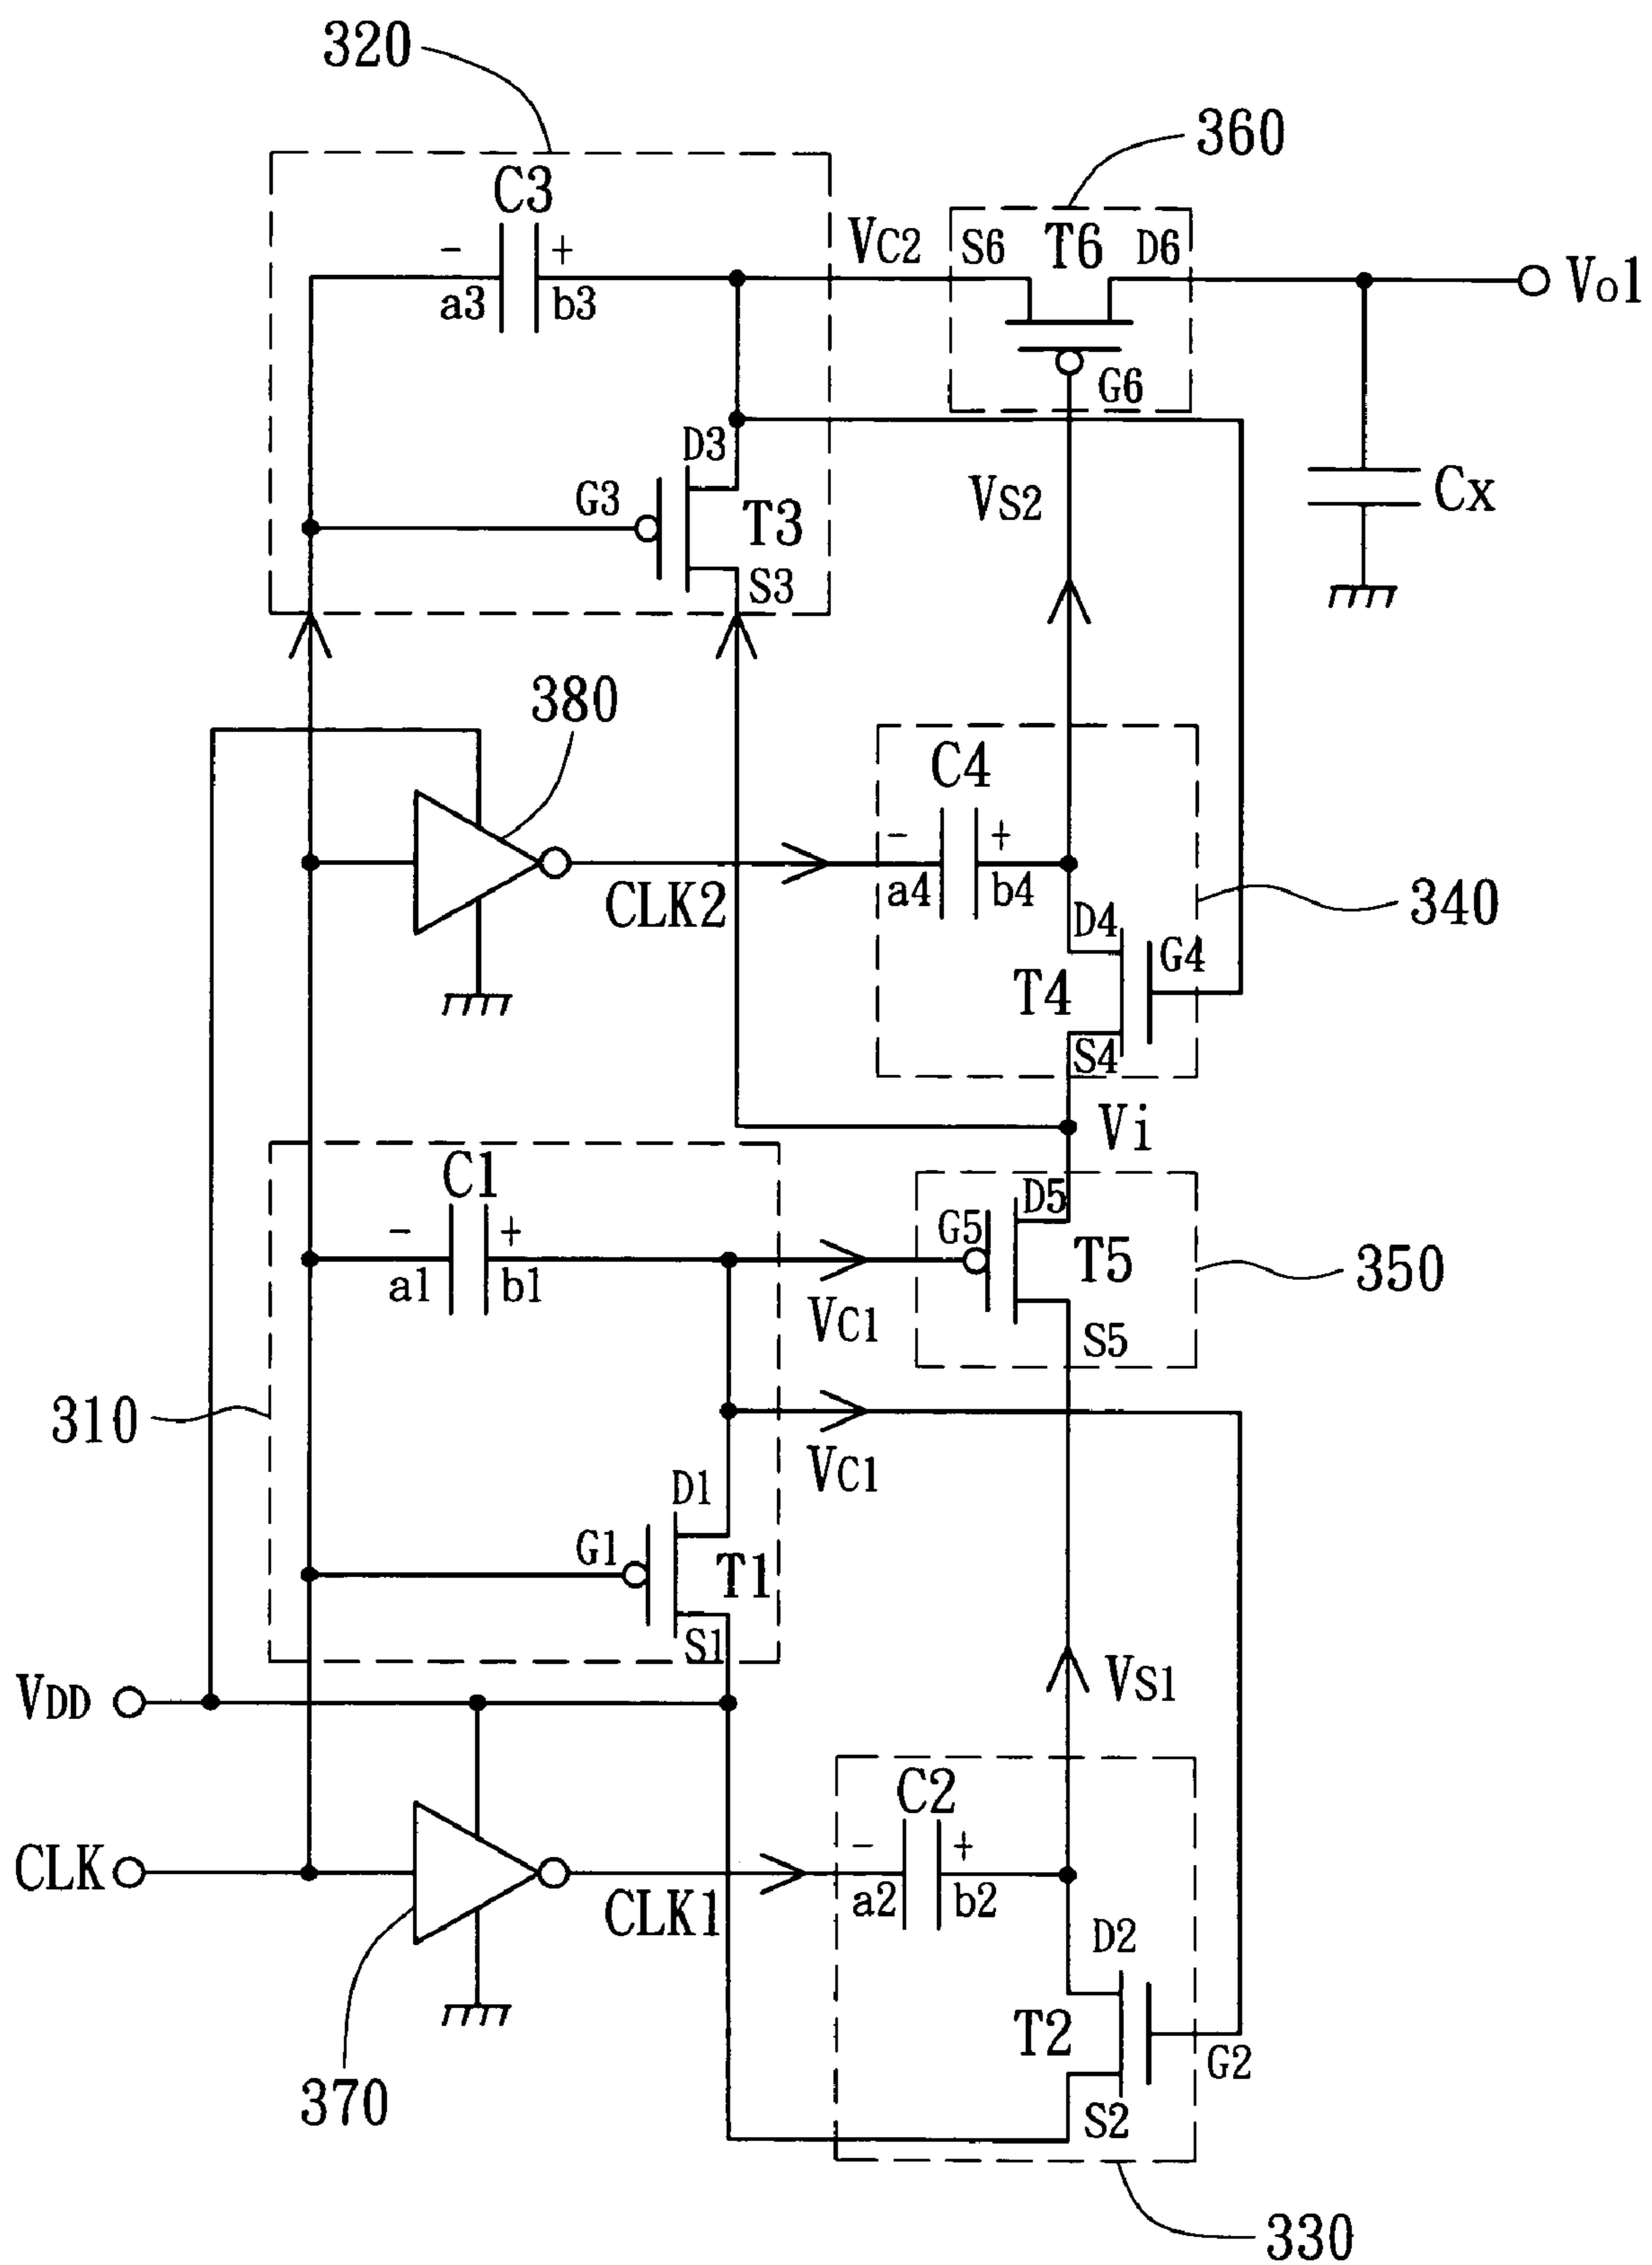 320
360
C3
VC2
S6
T6
D6
- +
a3 b3
Vo1
G6
D3
G3
T3
S3
VS2
Cx
380
C4
- +
a4 b4
CLK2
340
D4
G4
T4
S4
Vi
C1
- +
a1 b1
D5
G5
T5
350
VC1
S5
310
VC1
D1
G1
T1
S1
VDD
VS1
C2
- +
CLK
a2 b2
CLK1
D2
T2
G2
370
S2
330